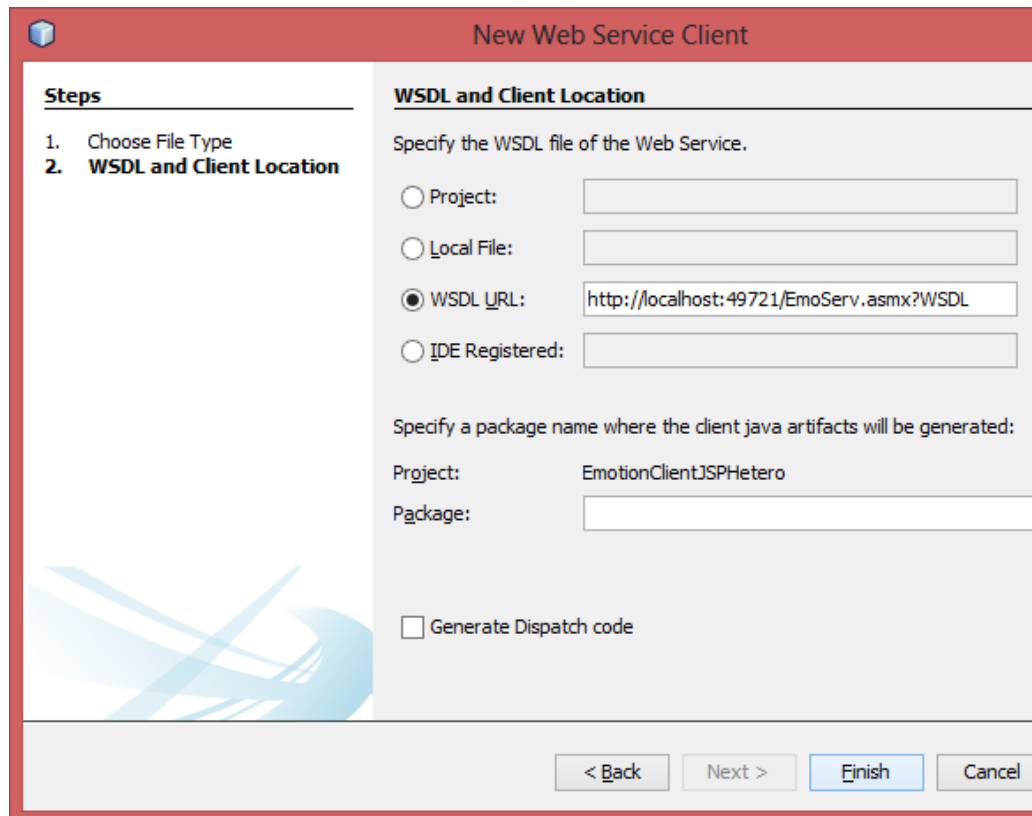 New Web Service Client
Steps
1. Choose File Type
2. WSDL and Client Location
WSDL and Client Location
Specify the WSDL file of the Web Service.
Project:
Local File:
WSDL URL: http://localhost:49721/EmoServ.asmx?WSDL
IDE Registered:
Specify a package name where the client java artifacts will be generated:
Project: EmotionClientJSPHetero
Package:
Generate Dispatch code
< Back Next > Finish Cancel